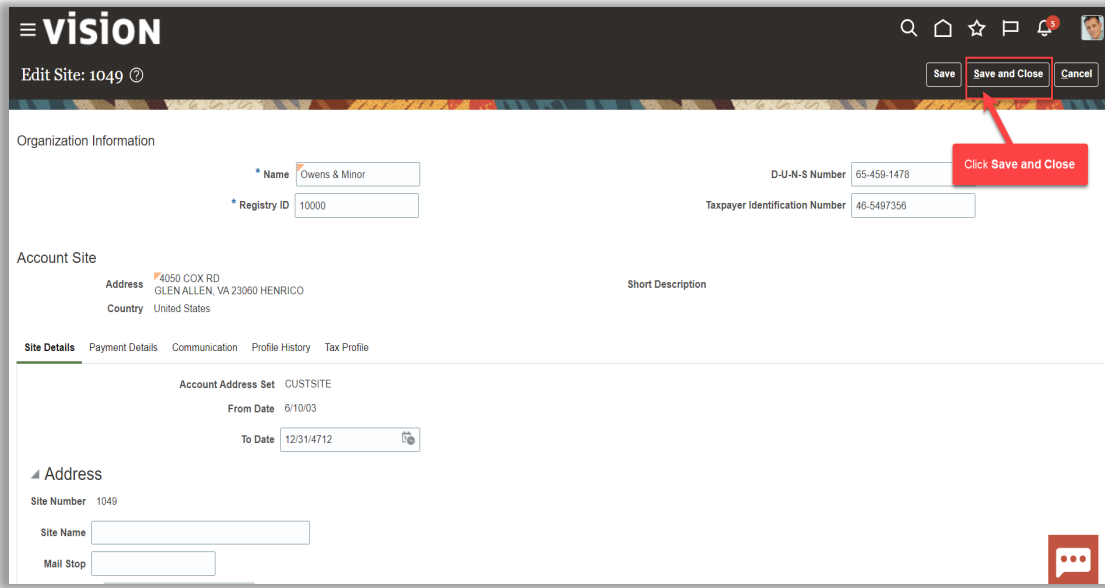 vision
5
Edit Site: 1049
Save
Save and Close
Cancel
Organization Information
* Name Owens & Minor
D-U-N-S Number 65-459-1478
Click Save and Close
* Registry ID 10000
Taxpayer Identification Number 46-5497356
Account Site
Address 4050 COX RD
GLEN ALLEN, VA 23060 HENRICO
Short Description
Country United States
Site Details Payment Details Communication Profile History Tax Profile
Account Address Set CUSTSITE
From Date 6/10/03
To Date 12/31/4712
Address
Site Number 1049
Site Name
Mail Stop